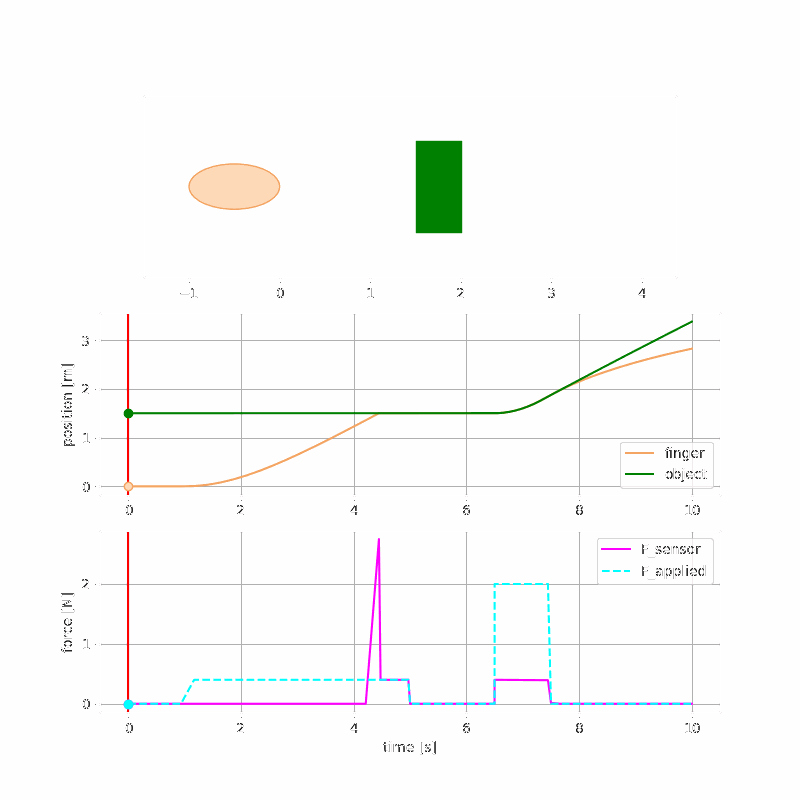 −1 0 1 2 3 4
3
2
1
0
position [m]
finger
object
0 2 4 6 8 10
2
1
0
force [N]
F_sensor
F_applied
0 2 4 6 8 10
time [s]